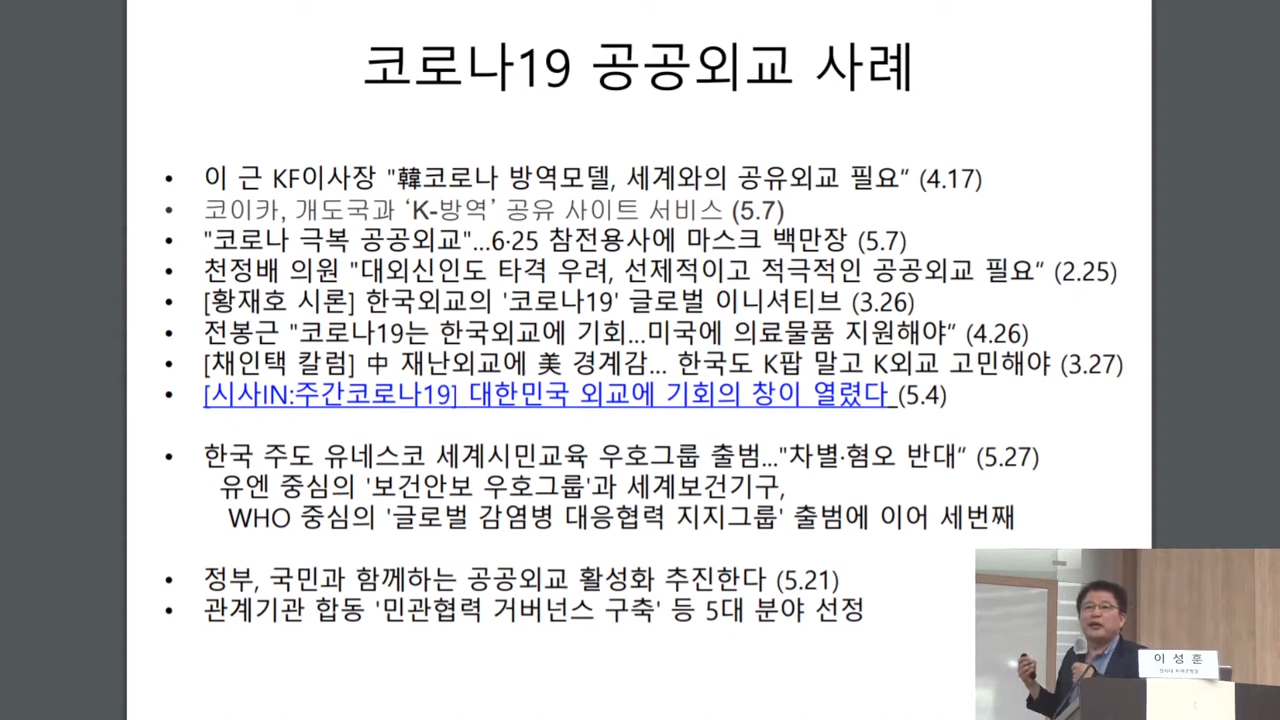 코로나19 공공외교 사례
• 이 근 KF이사장 "韓코로나 방역모델, 세계와의 공유외교 필요“ (4.17)
• 코이카, 개도국과 ‘K-방역’ 공유 사이트 서비스 (5.7)
• "코로나 극복 공공외교"...6·25 참전용사에 마스크 백만장 (5.7)
• 천정배 의원 "대외신인도 타격 우려, 선제적이고 적극적인 공공외교 필요“ (2.25)
• [황재호 시론] 한국외교의 '코로나19' 글로벌 이니셔티브 (3.26)
• 전봉근 "코로나19는 한국외교에 기회...미국에 의료물품 지원해야” (4.26)
• [채인택 칼럼] 中 재난외교에 美 경계감... 한국도 K팝 말고 K외교 고민해야 (3.27)
• [시사IN:주간코로나19] 대한민국 외교에 기회의 창이 열렸다 (5.4)
• 한국 주도 유네스코 세계시민교육 우호그룹 출범..."차별·혐오 반대“ (5.27)
유엔 중심의 '보건안보 우호그룹'과 세계보건기구,
WHO 중심의 '글로벌 감염병 대응협력 지지그룹' 출범에 이어 세번째
• 정부, 국민과 함께하는 공공외교 활성화 추진한다 (5.21)
• 관계기관 합동 '민관협력 거버넌스 구축' 등 5대 분야 선정
이 성 훈